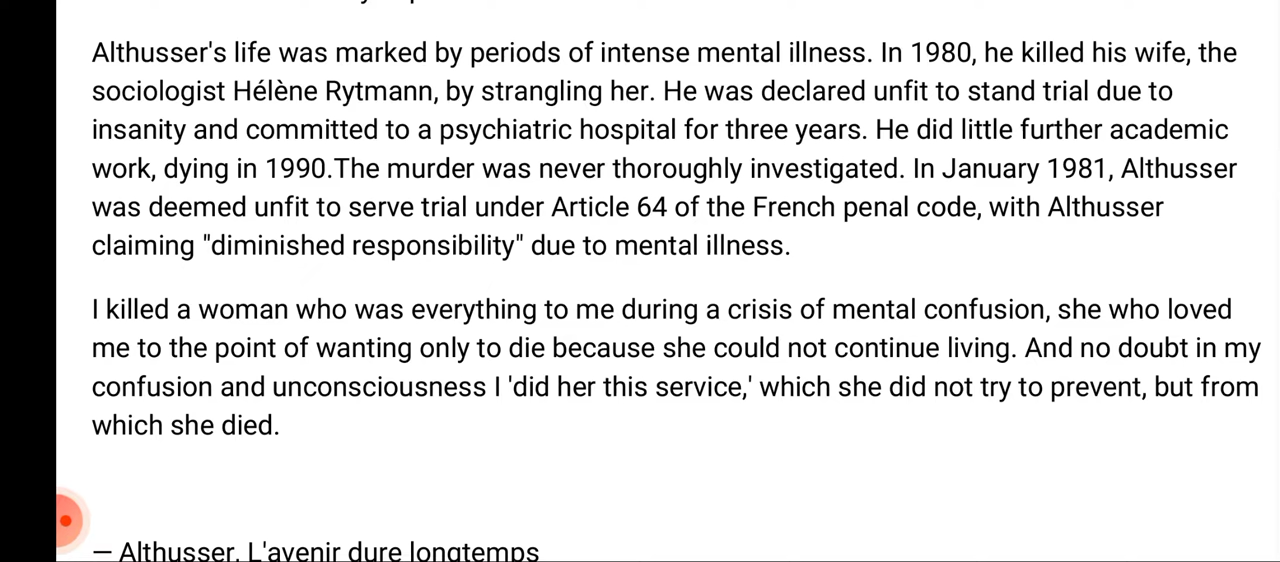 Althusser's life was marked by periods of intense mental illness. In 1980, he killed his wife, the
sociologist Hélène Rytmann, by strangling her. He was declared unfit to stand trial due to
insanity and committed to a psychiatric hospital for three years. He did little further academic
work, dying in 1990.The murder was never thoroughly investigated. In January 1981, Althusser
was deemed unfit to serve trial under Article 64 of the French penal code, with Althusser
claiming "diminished responsibility" due to mental illness.
I killed a woman who was everything to me during a crisis of mental confusion, she who loved
me to the point of wanting only to die because she could not continue living. And no doubt in my
confusion and unconsciousness I 'did her this service,' which she did not try to prevent, but from
which she died.
— Althusser, L'avenir dure longtemps